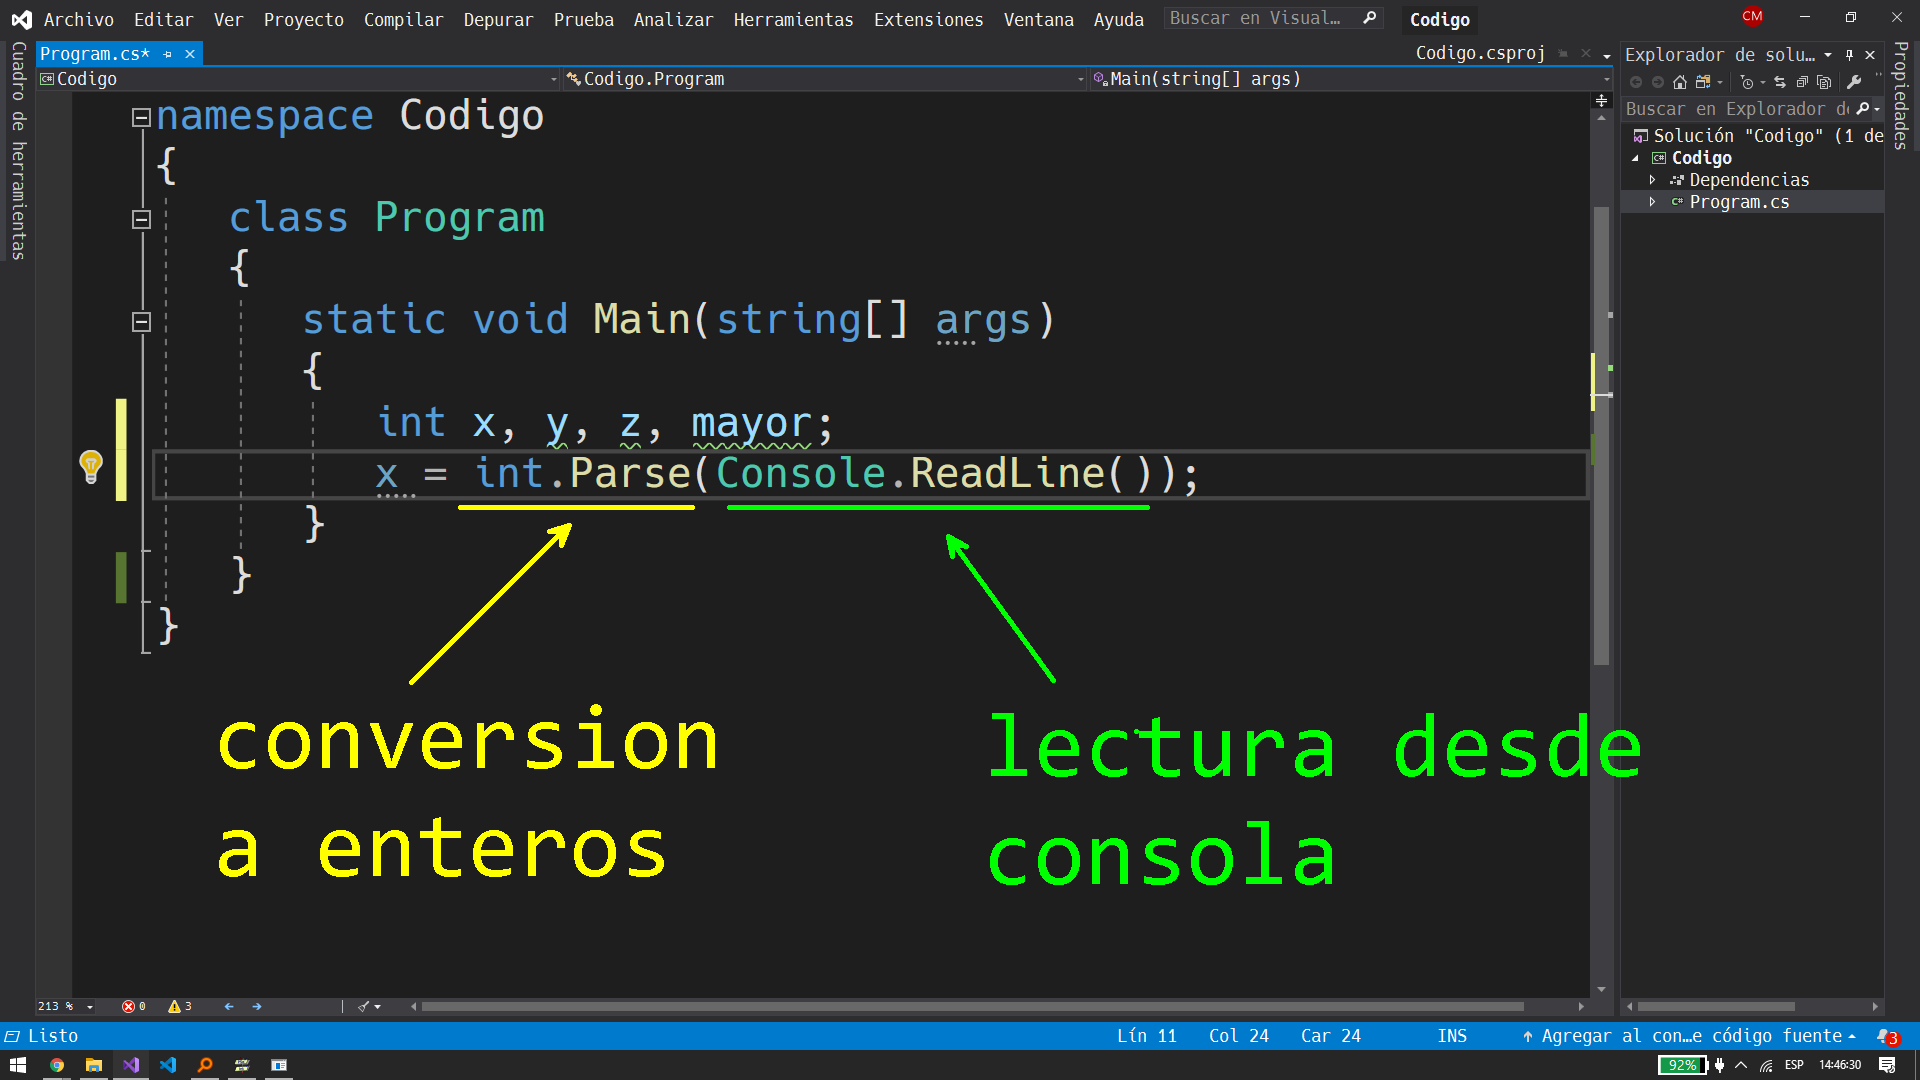 Archivo Editar Ver Proyecto Compilar Depurar Prueba Analizar Herramientas Extensiones Ventana Ayuda Buscar en Visual... Codigo CM
Program.cs* Codigo.csproj
Codigo Codigo.Program Main(string[] args)
Cuadro de herramientas
namespace Codigo
{
class Program
{
static void Main(string[] args)
{
int x, y, z, mayor;
x = int.Parse(Console.ReadLine());
}
}
}
conversion
a enteros
lectura desde
consola
Explorador de solu...
Buscar en Explorador de
Solución "Codigo" (1 de
Codigo
Dependencias
Program.cs
Propiedades
213 % 0 3
Listo Lín 11 Col 24 Car 24 INS Agregar al con...e código fuente 3
92% ESP 14:46:30